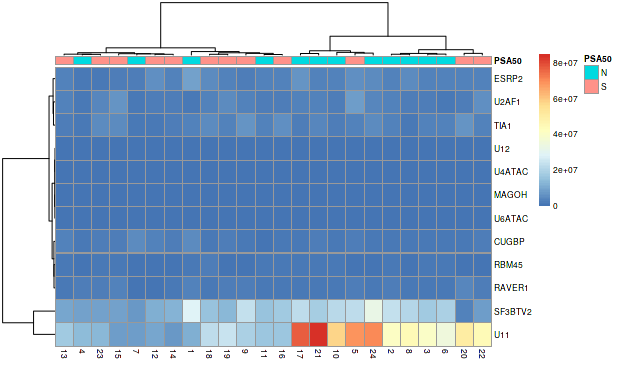 PSA50
ESRP2
U2AF1
TIA1
U12
U4ATAC
MAGOH
U6ATAC
CUGBP
RBM45
RAVER1
SF3BTV2
U11
13 4 23 15 7 12 14 1 18 19 9 11 16 17 21 10 5 24 2 8 3 6 20 22
8e+07
6e+07
4e+07
2e+07
0
PSA50
N
S